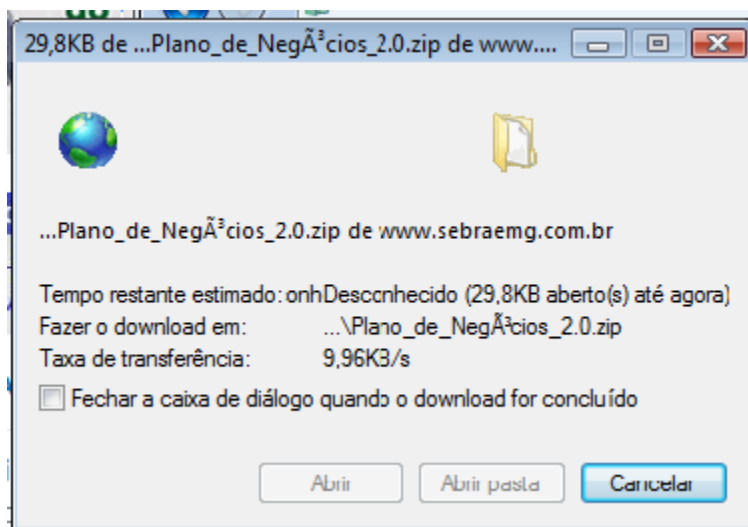 29,8KB de ...Plano_de_NegÃ³cios_2.0.zip de www....
...Plano_de_NegÃ³cios_2.0.zip de www.sebraemg.com.br
Tempo restante estimado: onhDesconhecido (29,8KB aberto(s) até agora)
Fazer o download em: ...\Plano_de_NegÃ³cios_2.0.zip
Taxa de transferência: 9,96KB/s
Fechar a caixa de diálogo quando o download for concluído
Abrir Abrir pasta Cancelar